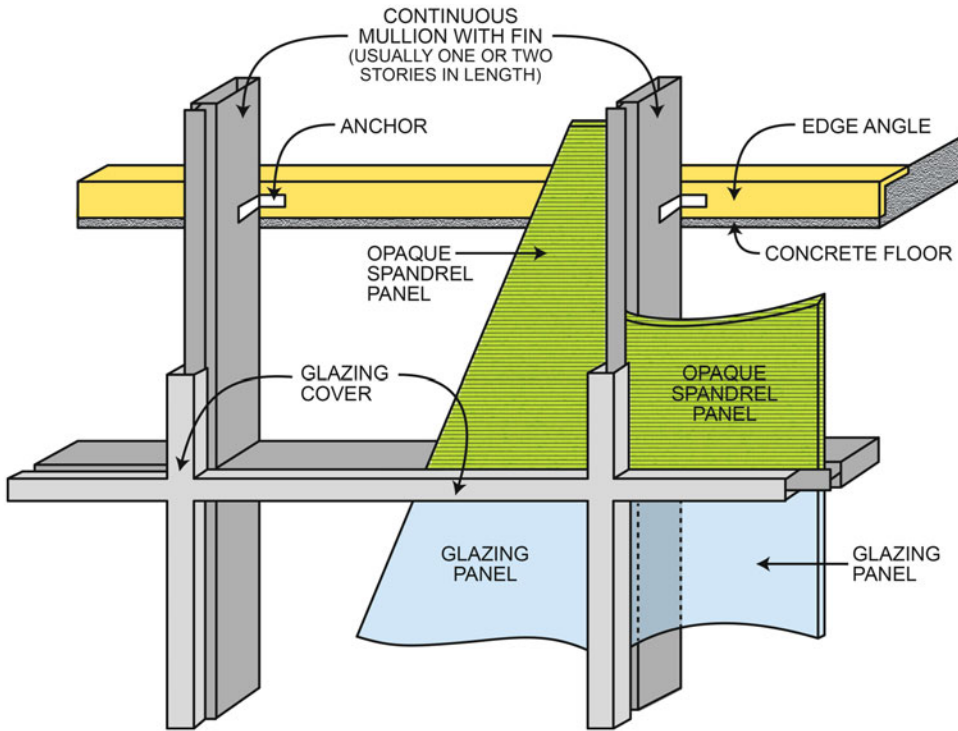 CONTINUOUS
MULLION WITH FIN
(USUALLY ONE OR TWO
STORIES IN LENGTH)
ANCHOR
EDGE ANGLE
OPAQUE
SPANDREL
PANEL
CONCRETE FLOOR
GLAZING
COVER
OPAQUE
SPANDREL
PANEL
GLAZING
PANEL
GLAZING
PANEL